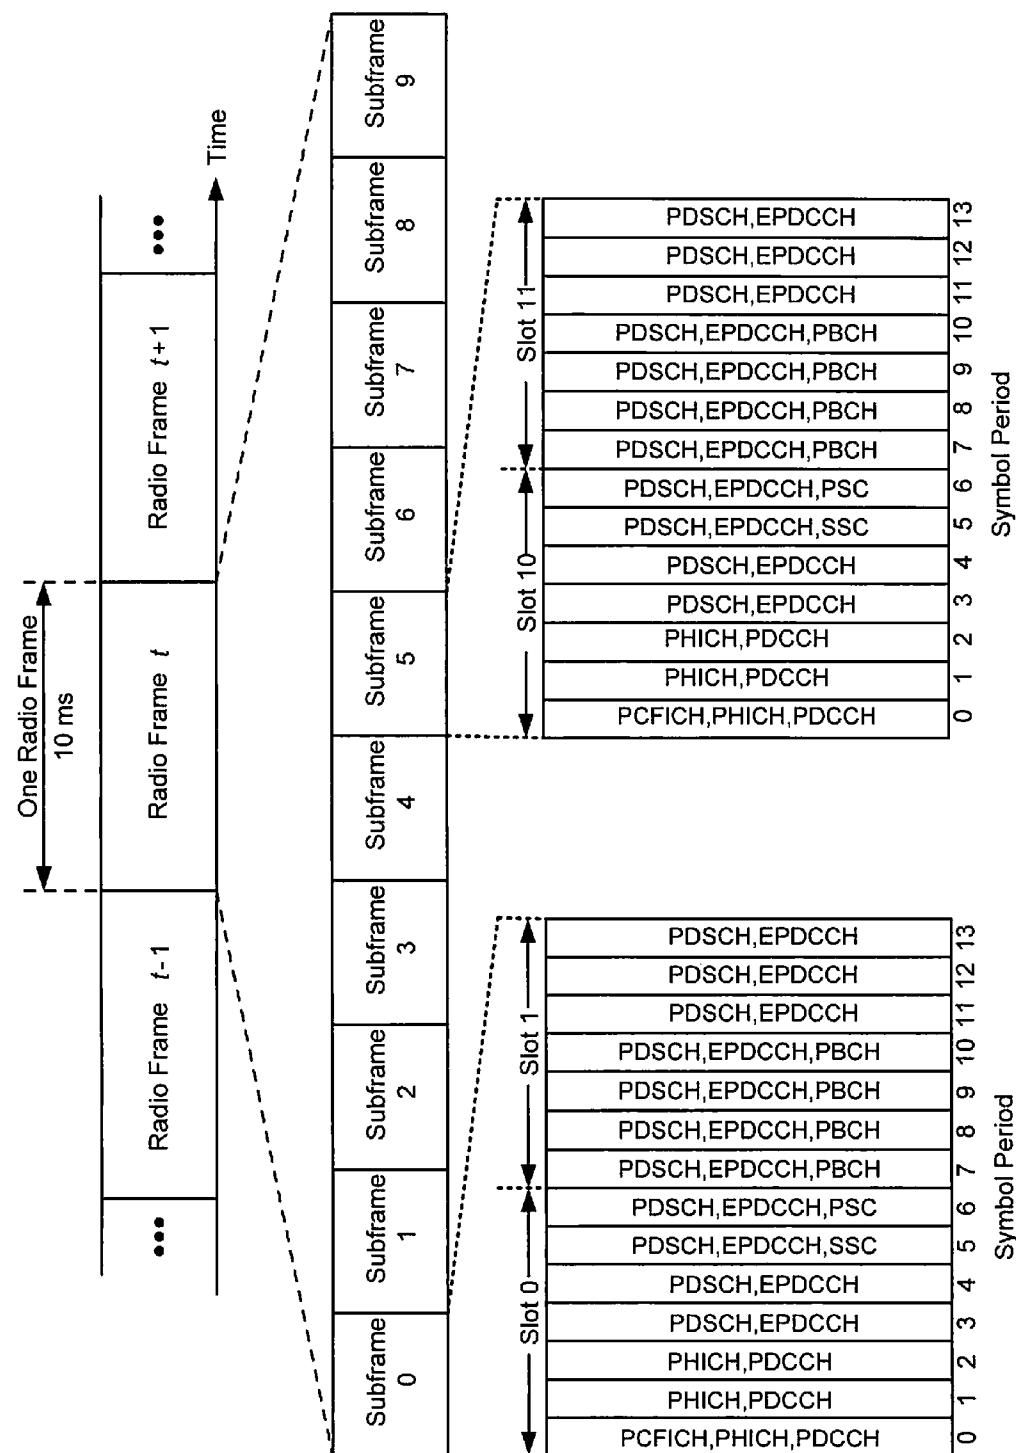 One Radio Frame
10 ms
•••
Radio Frame t-1
Radio Frame t
Radio Frame t+1
•••
Time
Subframe
0
Subframe
1
Subframe
2
Subframe
3
Subframe
4
Subframe
5
Subframe
6
Subframe
7
Subframe
8
Subframe
9
Slot 0
Slot 1
PCFICH,PHICH,PDCCH
PHICH,PDCCH
PHICH,PDCCH
PDSCH,EPDCCH
PDSCH,EPDCCH
PDSCH,EPDCCH,SSC
PDSCH,EPDCCH,PSC
PDSCH,EPDCCH,PBCH
PDSCH,EPDCCH,PBCH
PDSCH,EPDCCH,PBCH
PDSCH,EPDCCH,PBCH
PDSCH,EPDCCH
PDSCH,EPDCCH
PDSCH,EPDCCH
0 1 2 3 4 5 6 7 8 9 10 11 12 13
Symbol Period
Slot 10
Slot 11
PCFICH,PHICH,PDCCH
PHICH,PDCCH
PHICH,PDCCH
PDSCH,EPDCCH
PDSCH,EPDCCH
PDSCH,EPDCCH,SSC
PDSCH,EPDCCH,PSC
PDSCH,EPDCCH,PBCH
PDSCH,EPDCCH,PBCH
PDSCH,EPDCCH,PBCH
PDSCH,EPDCCH,PBCH
PDSCH,EPDCCH
PDSCH,EPDCCH
PDSCH,EPDCCH
0 1 2 3 4 5 6 7 8 9 10 11 12 13
Symbol Period